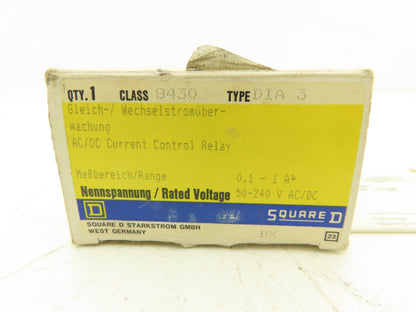 QTY. 1 CLASS 8430 TYPE D1A 3
Gleich-/ Wechselstromüber-
wachung
AC/DC Current Control Relay
Meßbereich/Range 0,1 - 1 A
Nennspannung / Rated Voltage 50-240 V AC/DC
D SQUARE D
SQUARE D STARKSTROM GMBH
WEST GERMANY BX 23